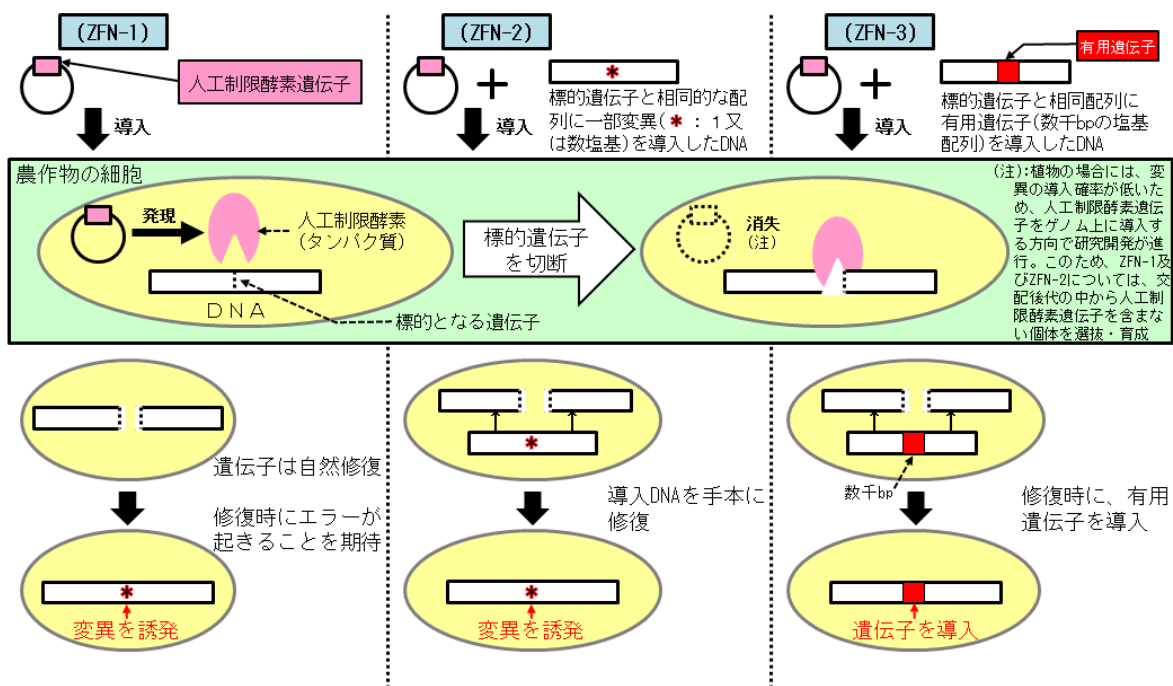 (ZFN-1)
人工制限酵素遺伝子
導入
(ZFN-2)
+
*
標的遺伝子と相同的な配
列に一部変異(*:1又
は数塩基)を導入したDNA
導入
(ZFN-3)
+
有用遺伝子
標的遺伝子と相同配列に
有用遺伝子(数千bpの塩基
配列)を導入したDNA
導入
農作物の細胞
発現
人工制限酵素
(タンパク質)
DNA
標的となる遺伝子
標的遺伝子
を切断
消失
(注)
(注):植物の場合には、変
異の導入確率が低いた
め、人工制限酵素遺伝
子をゲノム上に導入す
る方向で研究開発が進
行。このため、ZFN-1及
びZFN-2については、交
配後代の中から人工制
限酵素遺伝子を含まな
い個体を選抜・育成
遺伝子は自然修復
修復時にエラーが
起きることを期待
*
変異を誘発
*
導入DNAを手本に
修復
*
変異を誘発
数千bp
修復時に、有用
遺伝子を導入
遺伝子を導入